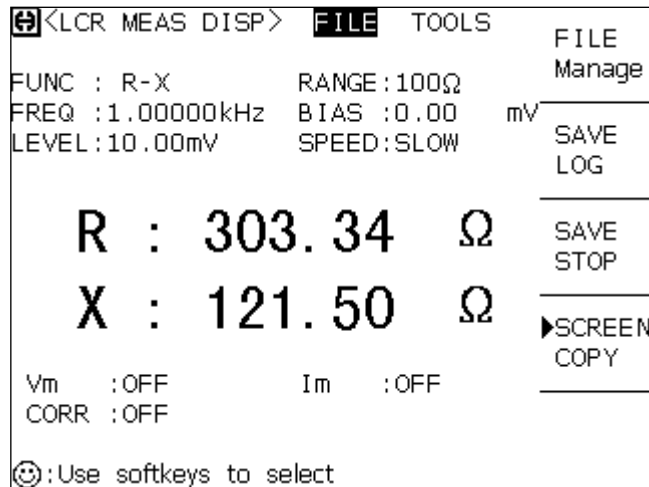 <LCR MEAS DISP> FILE TOOLS
FUNC : R-X RANGE:100Ω
FREQ :1.00000kHz BIAS :0.00 mV
LEVEL:10.00mV SPEED:SLOW
R : 303.34 Ω
X : 121.50 Ω
Vm :OFF Im :OFF
CORR :OFF
:Use softkeys to select
FILE
Manage
SAVE
LOG
SAVE
STOP
SCREEN
COPY